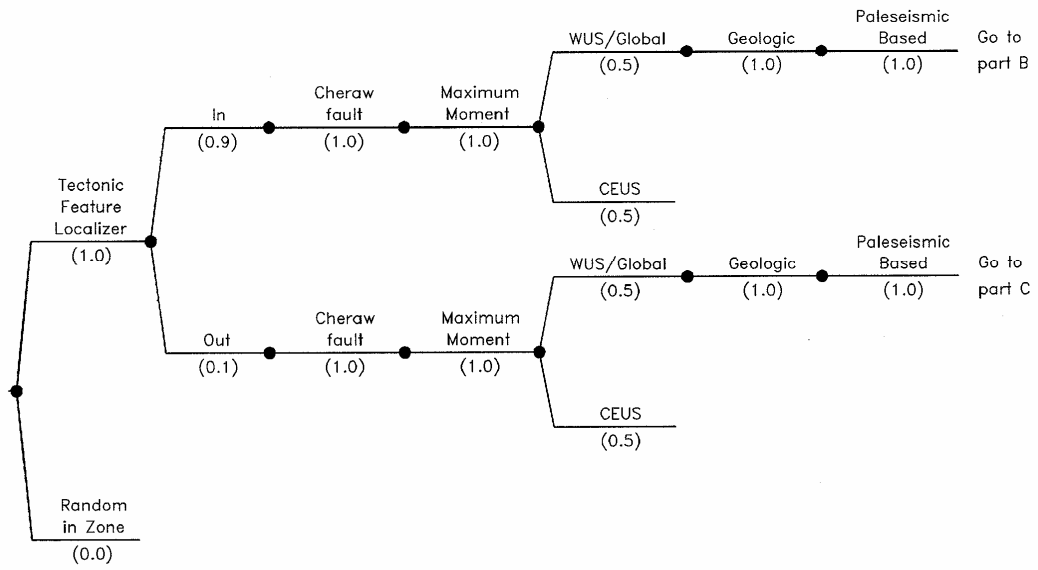 Paleseismic
Based
(1.0)
WUS/Global
(0.5)
Geologic
(1.0)
Go to
part B
Cheraw
fault
(1.0)
Maximum
Moment
(1.0)
In
(0.9)
CEUS
(0.5)
Tectonic
Feature
Localizer
(1.0)
Paleseismic
Based
(1.0)
WUS/Global
(0.5)
Geologic
(1.0)
Go to
part C
Cheraw
fault
(1.0)
Maximum
Moment
(1.0)
Out
(0.1)
CEUS
(0.5)
Random
in Zone
(0.0)